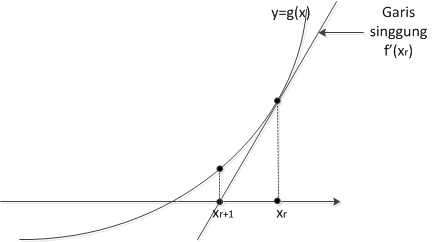 y=g(x)
Garis
singgung
f'(xr)
xr+1
xr